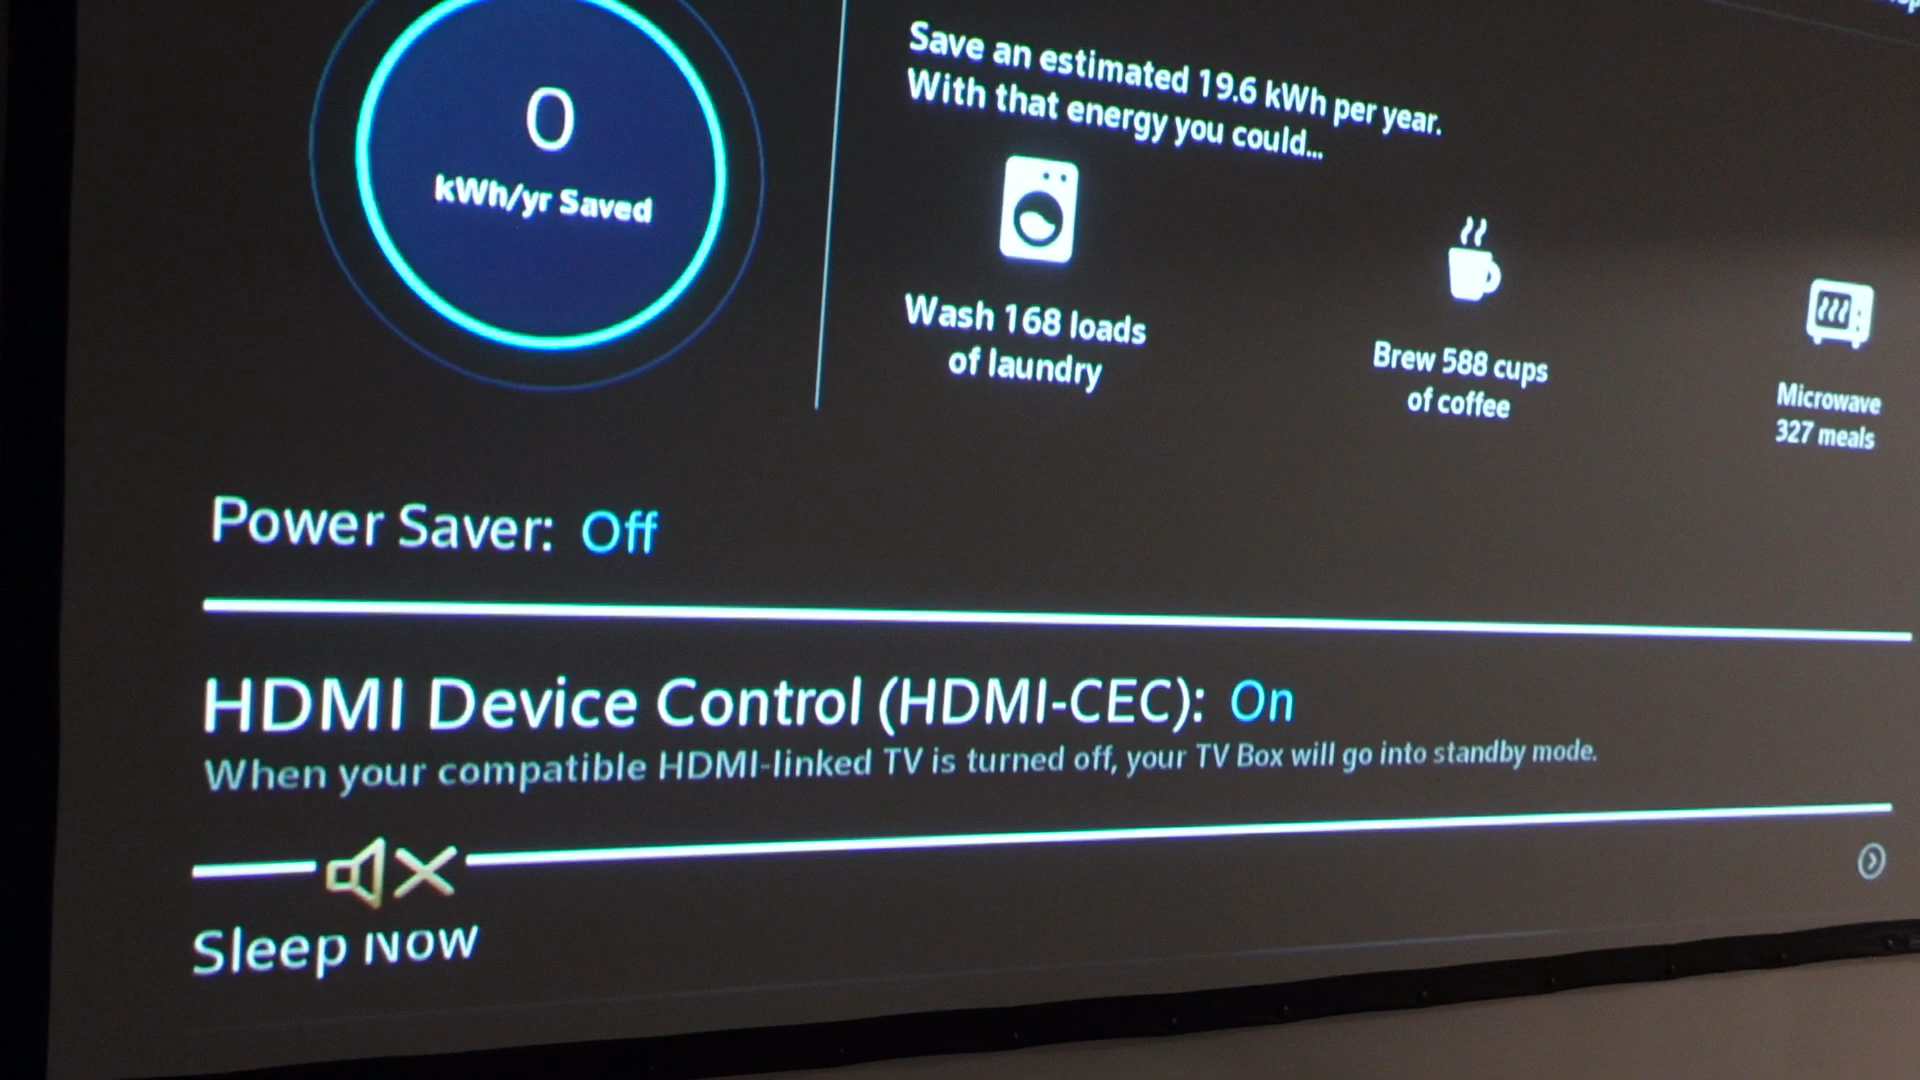 0
kWh/yr Saved
Save an estimated 19.6 kWh per year.
With that energy you could...
Wash 168 loads
of laundry
Brew 588 cups
of coffee
Microwave
327 meals
Power Saver: Off
HDMI Device Control (HDMI-CEC): On
When your compatible HDMI-linked TV is turned off, your TV Box will go into standby mode.
Sleep Now